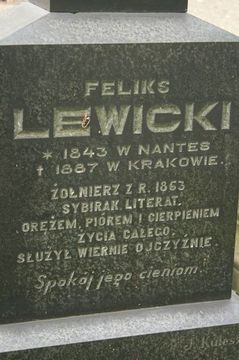 FELIKS
LEWICKI
* 1843 W NANTES
† 1887 W KRAKOWIE.
ŻOŁNIERZ Z R. 1863
SYBIRAK, LITERAT.
ORĘŻEM, PIÓREM I CIERPIENIEM
ŻYCIA CAŁEGO,
SŁUŻYŁ WIERNIE OJCZYŹNIE.
Spokój jego cieniom.
J. Kulesza